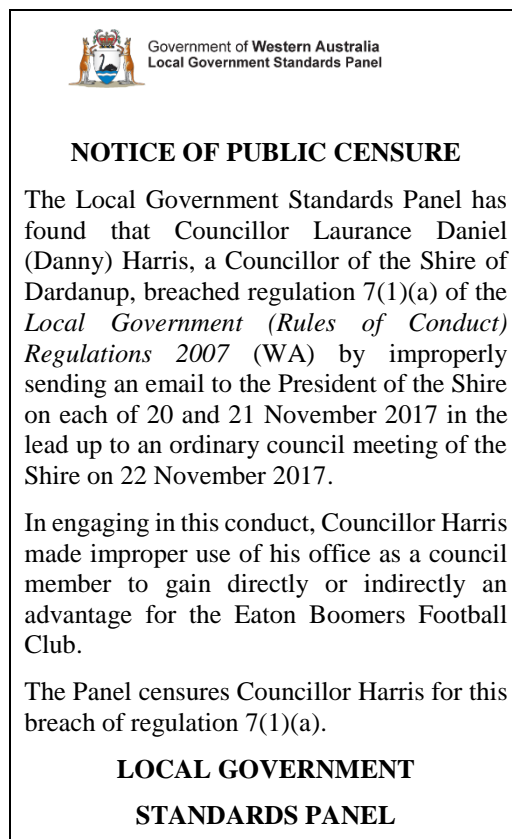 Government of Western Australia
Local Government Standards Panel
NOTICE OF PUBLIC CENSURE
The Local Government Standards Panel has
found that Councillor Laurance Daniel
(Danny) Harris, a Councillor of the Shire of
Dardanup, breached regulation 7(1)(a) of the
Local Government (Rules of Conduct)
Regulations 2007 (WA) by improperly
sending an email to the President of the Shire
on each of 20 and 21 November 2017 in the
lead up to an ordinary council meeting of the
Shire on 22 November 2017.
In engaging in this conduct, Councillor Harris
made improper use of his office as a council
member to gain directly or indirectly an
advantage for the Eaton Boomers Football
Club.
The Panel censures Councillor Harris for this
breach of regulation 7(1)(a).
LOCAL GOVERNMENT
STANDARDS PANEL